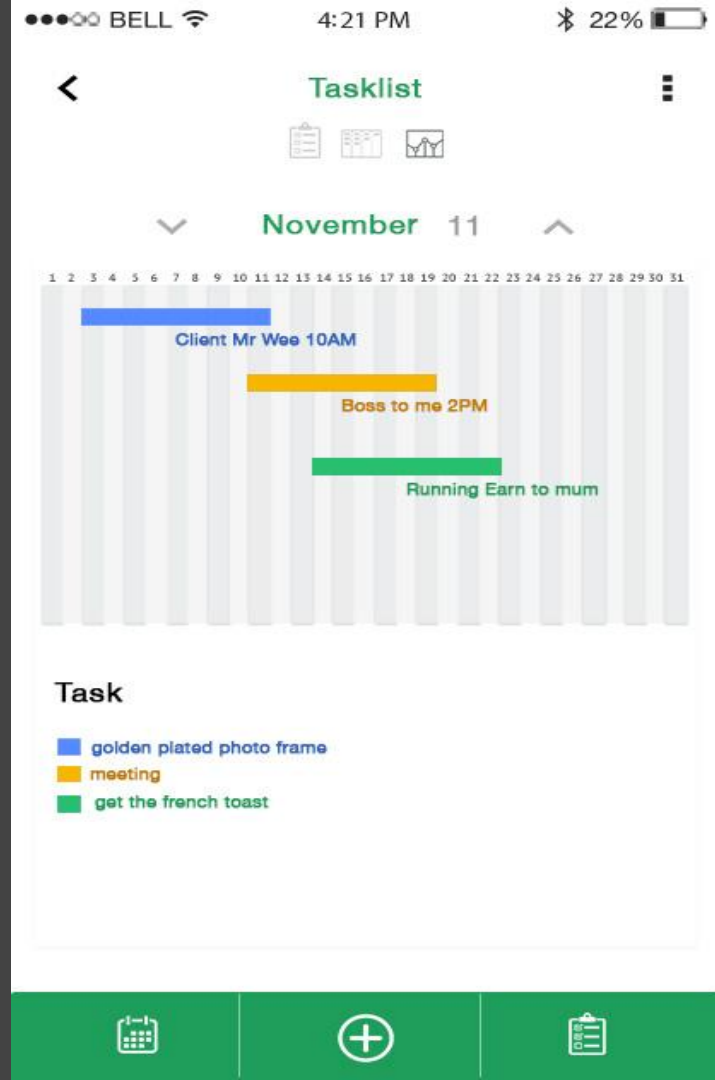 BELL 4:21 PM 22%
Tasklist
November 11
1 2 3 4 5 6 7 8 9 10 11 12 13 14 15 16 17 18 19 20 21 22 23 24 25 26 27 28 29 30 31
Client Mr Wee 10AM
Boss to me 2PM
Running Earn to mum
Task
golden plated photo frame
meeting
get the french toast